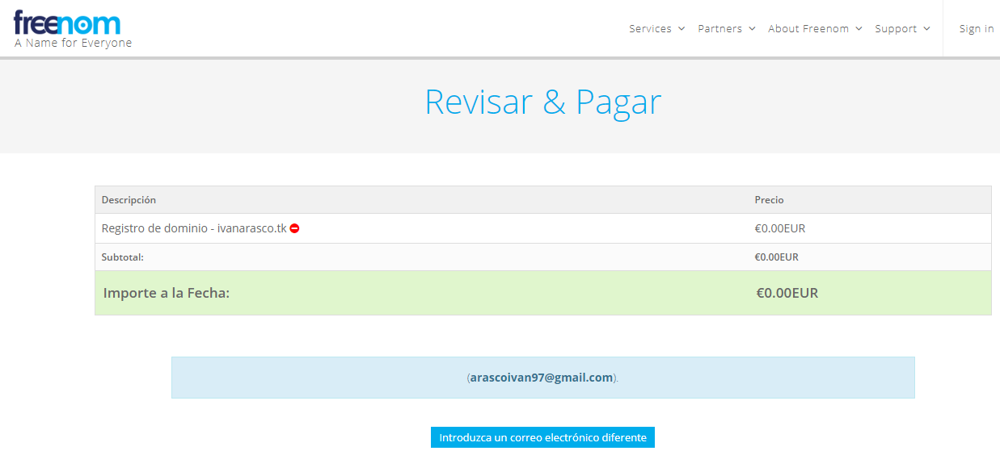 freenom
A Name for Everyone
Services Partners About Freenom Support Sign in
Revisar & Pagar
Descripción Precio
Registro de dominio - ivanarasco.tk €0.00EUR
Subtotal: €0.00EUR
Importe a la Fecha: €0.00EUR
(arascoivan97@gmail.com).
Introduzca un correo electrónico diferente